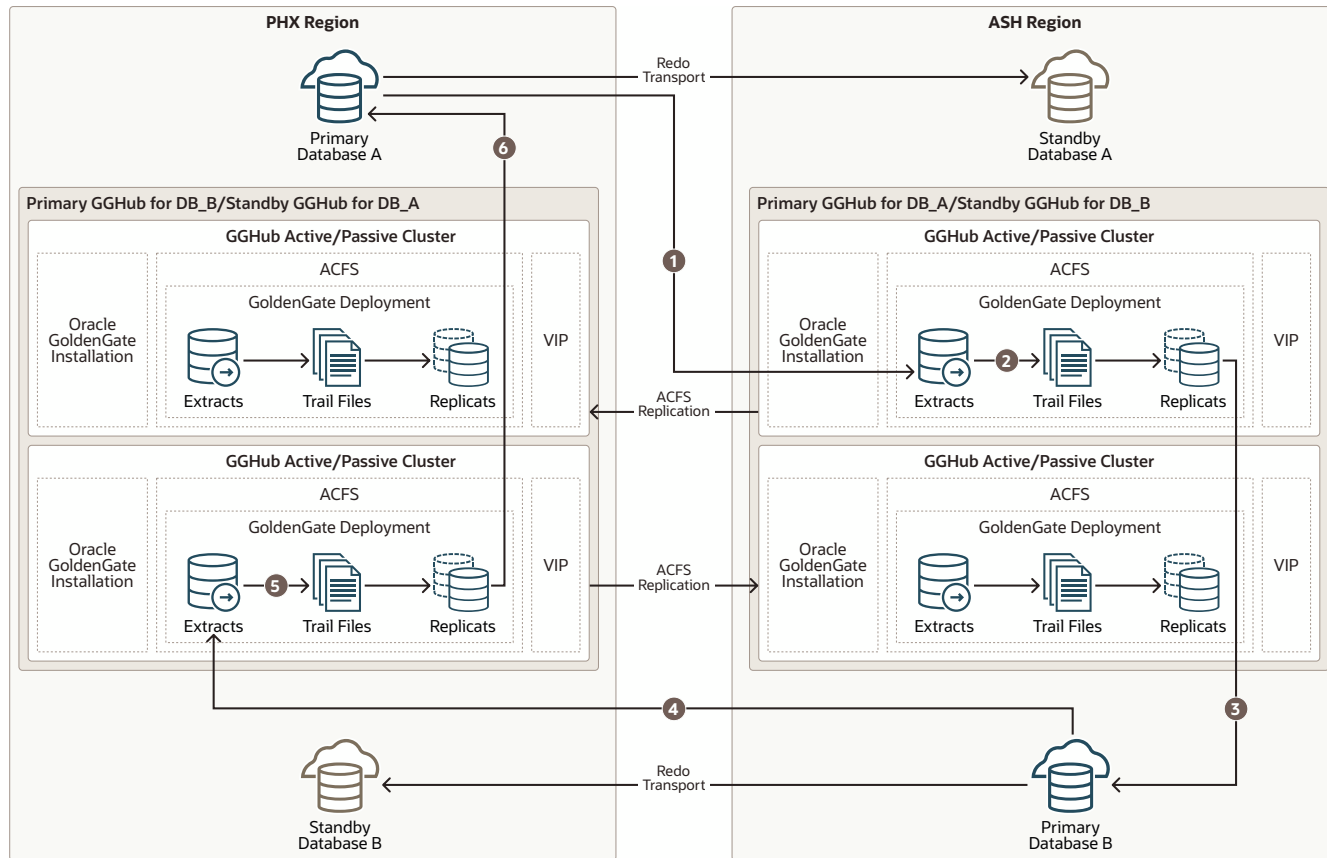 PHX Region
ASH Region
Redo
Transport
Primary
Database A
Standby
Database A
6
Primary GGHub for DB_B/Standby GGHub for DB_A
GGHub Active/Passive Cluster
ACFS
GoldenGate Deployment
Oracle
GoldenGate
Installation
Extracts
Trail Files
Replicats
VIP
1
ACFS
Replication
Primary GGHub for DB_A/Standby GGHub for DB_B
GGHub Active/Passive Cluster
ACFS
GoldenGate Deployment
Oracle
GoldenGate
Installation
2
Extracts
Trail Files
Replicats
VIP
GGHub Active/Passive Cluster
ACFS
GoldenGate Deployment
Oracle
GoldenGate
Installation
5
Extracts
Trail Files
Replicats
VIP
ACFS
Replication
GGHub Active/Passive Cluster
ACFS
GoldenGate Deployment
Oracle
GoldenGate
Installation
Extracts
Trail Files
Replicats
VIP
4
3
Standby
Database B
Redo
Transport
Primary
Database B